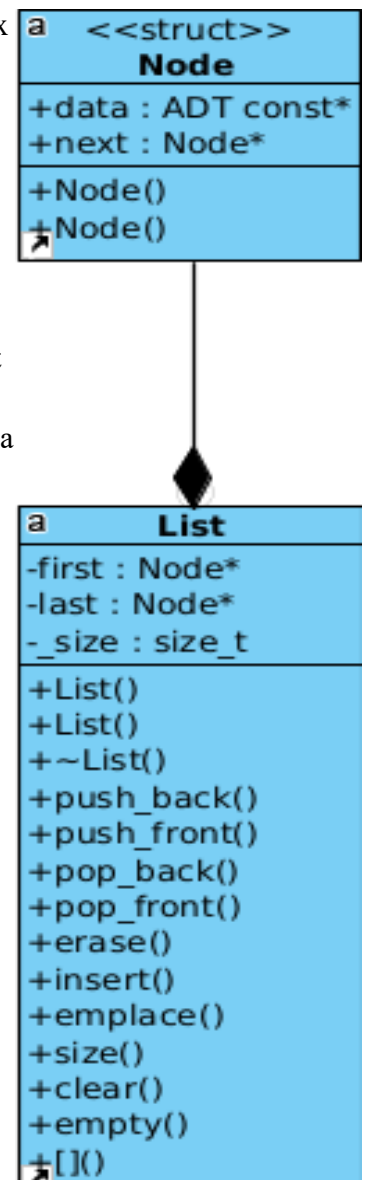 x
a <<struct>>
Node
+data : ADT const*
+next : Node*
+Node()
+Node()
a
a List
-first : Node*
-last : Node*
-_size : size_t
+List()
+List()
+~List()
+push_back()
+push_front()
+pop_back()
+pop_front()
+erase()
+insert()
+emplace()
+size()
+clear()
+empty()
+[]()